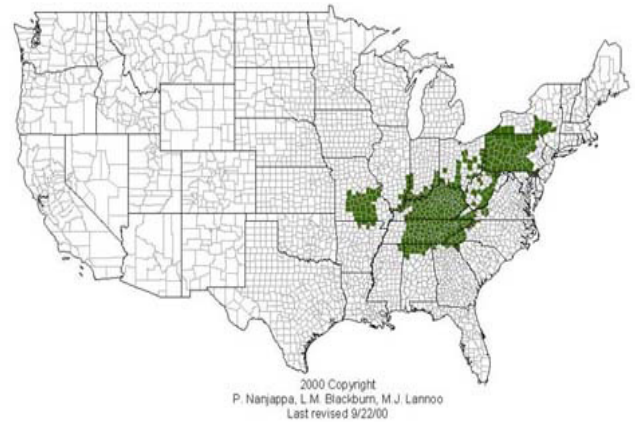 2000 Copyright
P. Nanjappa, L.M. Blackburn, M.J. Lannoo
Last revised 9/22/00